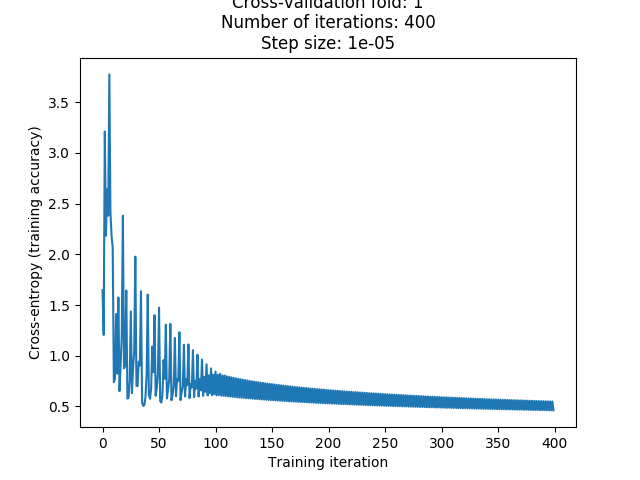 Cross-validation fold: 1
Number of iterations: 400
Step size: 1e-05
3.5
3.0
2.5
2.0
1.5
1.0
0.5
Cross-entropy (training accuracy)
0 50 100 150 200 250 300 350 400
Training iteration